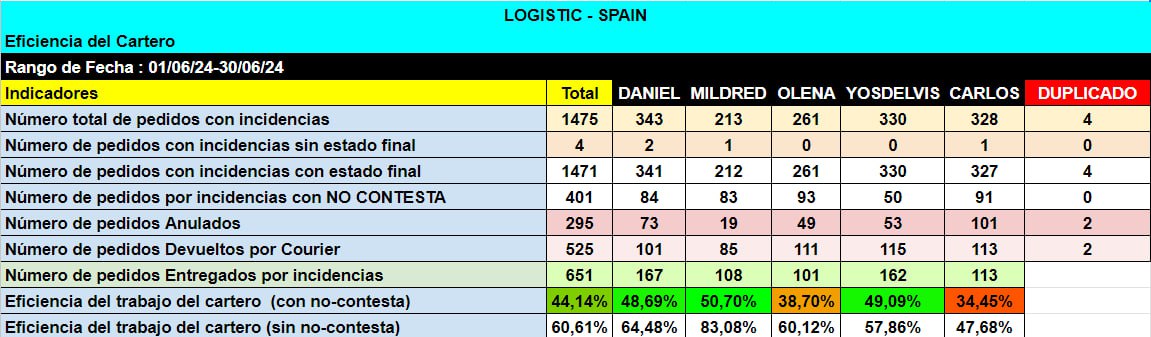 LOGISTIC - SPAIN
Eficiencia del Cartero
Rango de Fecha : 01/06/24-30/06/24
Indicadores Total DANIEL MILDRED OLENA YOSDELVIS CARLOS DUPLICADO
Número total de pedidos con incidencias 1475 343 213 261 330 328 4
Número de pedidos con incidencias sin estado final 4 2 1 0 0 1 0
Número de pedidos con incidencias con estado final 1471 341 212 261 330 327 4
Número de pedidos por incidencias con NO CONTESTA 401 84 83 93 50 91 0
Número de pedidos Anulados 295 73 19 49 53 101 2
Número de pedidos Devueltos por Courier 525 101 85 111 115 113 2
Número de pedidos Entregados por incidencias 651 167 108 101 162 113
Eficiencia del trabajo del cartero (con no-contesta) 44,14% 48,69% 50,70% 38,70% 49,09% 34,45%
Eficiencia del trabajo del cartero (sin no-contesta) 60,61% 64,48% 83,08% 60,12% 57,86% 47,68%